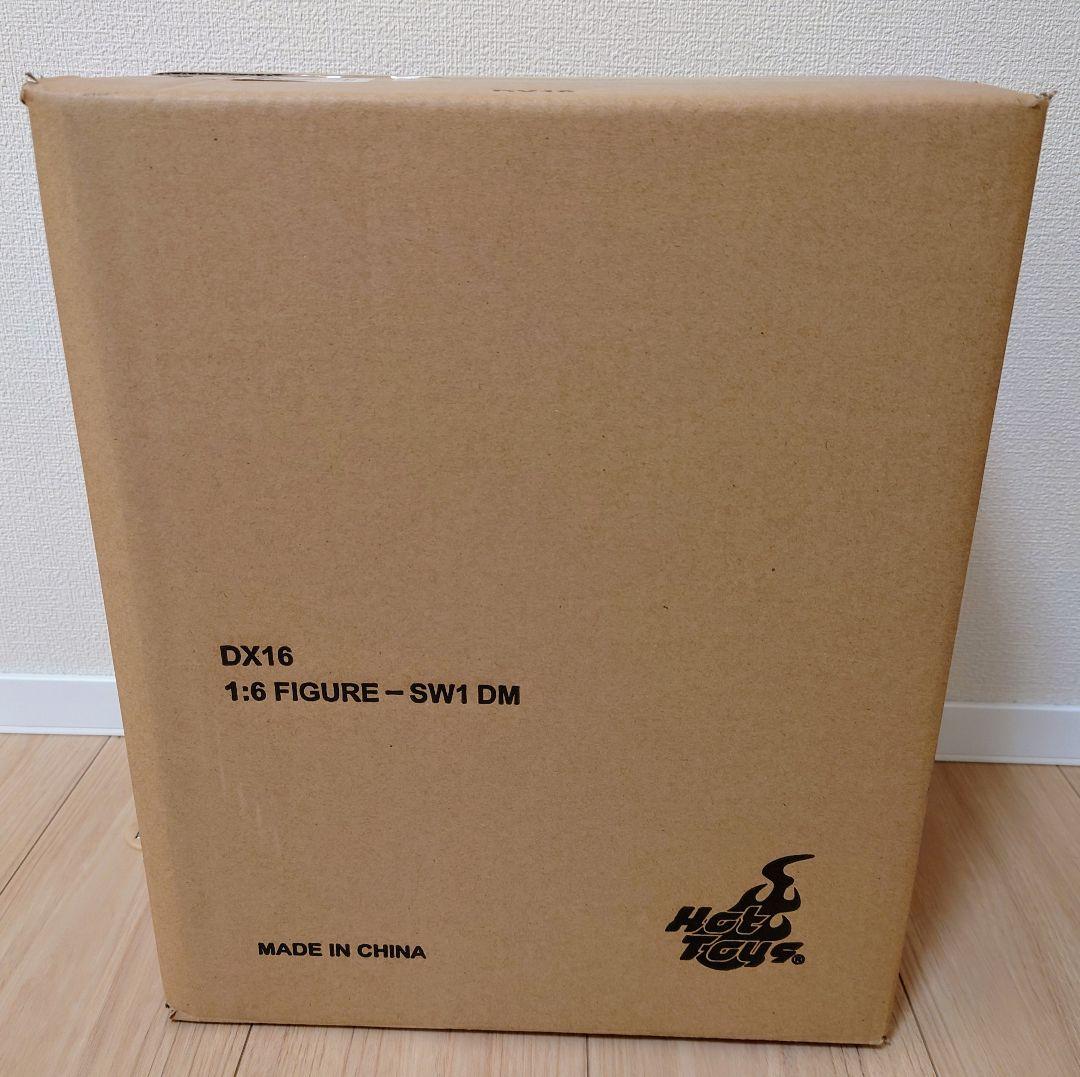 DX16
1:6 FIGURE – SW1 DM
MADE IN CHINA
Hot
Toys®